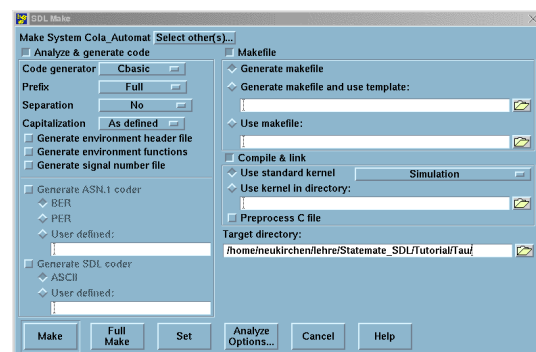 SDL Make
Make System Cola_Automat Select other(s)...
Analyze & generate code
Code generator Cbasic
Prefix Full
Separation No
Capitalization As defined
Generate environment header file
Generate environment functions
Generate signal number file
Generate ASN.1 coder
BER
PER
User defined:
Generate SDL coder
ASCII
User defined:
Makefile
Generate makefile
Generate makefile and use template:
Use makefile:
Compile & link
Use standard kernel Simulation
Use kernel in directory:
Preprocess C file
Target directory:
/home/neukirchen/lehre/Statemate_SDL/Tutorial/Tau/
Make
Full Make
Set
Analyze Options...
Cancel
Help